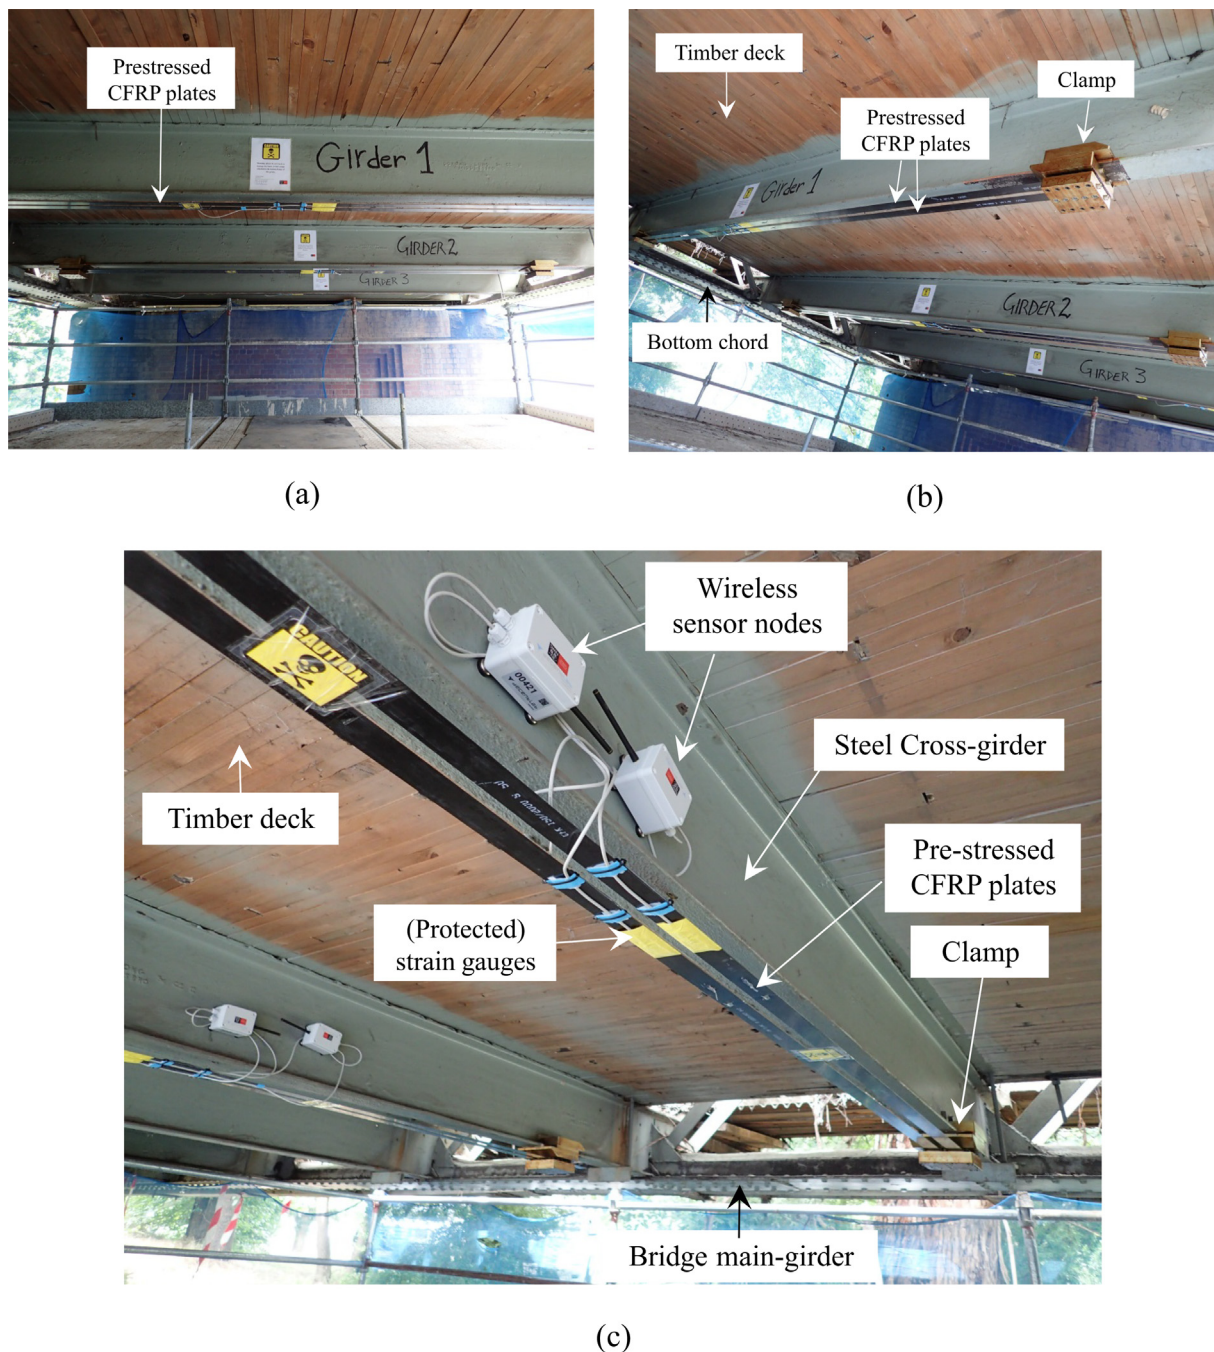 Prestressed
CFRP plates
Girder 1
GIRDER 2
GIRDER 3
(a)
Timber deck
Clamp
Prestressed
CFRP plates
Girder 1
GIRDER 2
Bottom chord
GIRDER 3
(b)
Wireless
sensor nodes
CAUTION
00421
Steel Cross-girder
Timber deck
Pre-stressed
CFRP plates
(Protected)
strain gauges
Clamp
Bridge main-girder
(c)